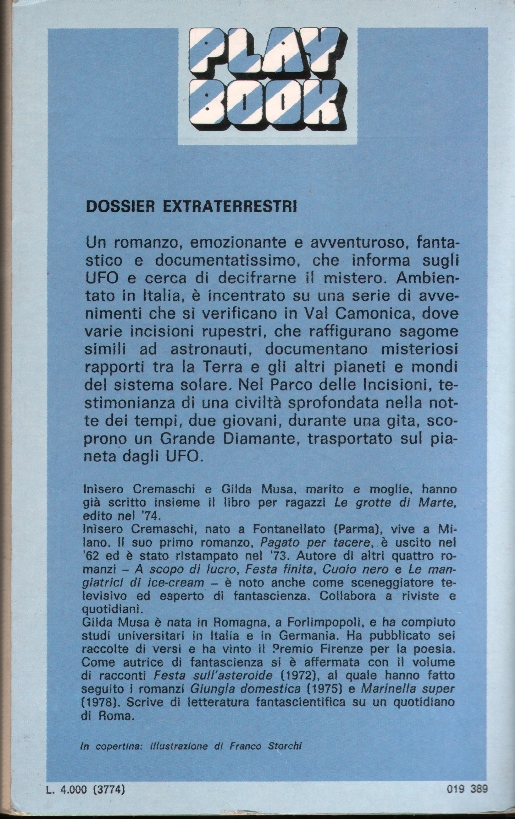 PLAY
BOOK
DOSSIER EXTRATERRESTRI
Un romanzo, emozionante e avventuroso, fanta-
stico e documentatissimo, che informa sugli
UFO e cerca di decifrarne il mistero. Ambien-
tato in Italia, è incentrato su una serie di avve-
nimenti che si verificano in Val Camonica, dove
varie incisioni rupestri, che raffigurano sagome
simili ad astronauti, documentano misteriosi
rapporti tra la Terra e gli altri pianeti e mondi
del sistema solare. Nel Parco delle Incisioni, te-
stimonianza di una civiltà sprofondata nella not-
te dei tempi, due giovani, durante una gita, sco-
prono un Grande Diamante, trasportato sul pia-
neta dagli UFO.
Inìsero Cremaschi e Gilda Musa, marito e moglie, hanno
già scritto insieme il libro per ragazzi Le grotte di Marte,
edito nel '74.
Inìsero Cremaschi, nato a Fontanellato (Parma), vive a Mi-
lano. Il suo primo romanzo, Pagato per tacere, è uscito nel
'62 ed è stato ristampato nel '73. Autore di altri quattro ro-
manzi – A scopo di lucro, Festa finita, Cuoio nero e Le man-
giatrici di ice-cream – è noto anche come sceneggiatore te-
levisivo ed esperto di fantascienza. Collabora a riviste e
quotidiani.
Gilda Musa è nata in Romagna, a Forlimpopoli, e ha compiuto
studi universitari in Italia e in Germania. Ha pubblicato sei
raccolte di versi e ha vinto il Premio Firenze per la poesia.
Come autrice di fantascienza si è affermata con il volume
di racconti Festa sull'asteroide (1972), al quale hanno fatto
seguito i romanzi Giungla domestica (1975) e Marinella super
(1978). Scrive di letteratura fantascientifica su un quotidiano
di Roma.
In copertina: illustrazione di Franco Storchi
L. 4.000 (3774)
019 389